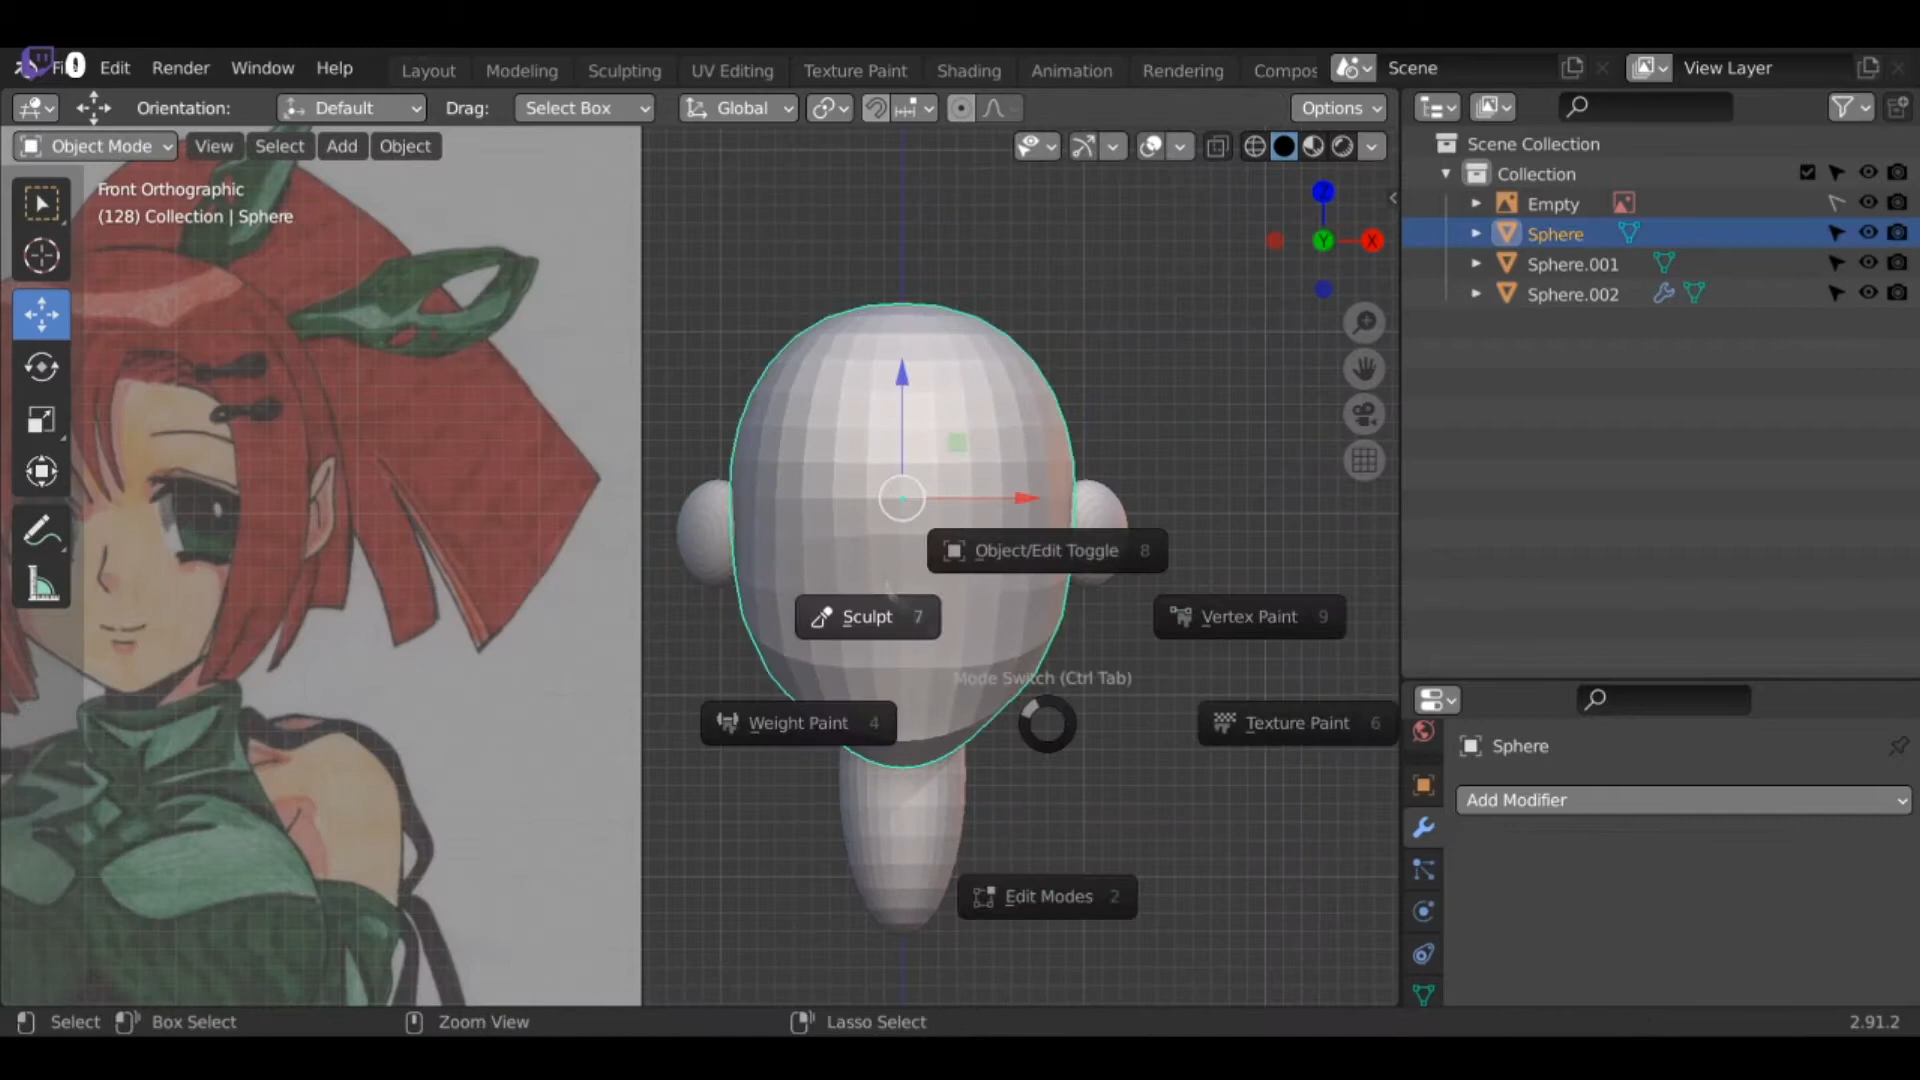 0
Edit Render Window Help Layout Modeling Sculpting UV Editing Texture Paint Shading Animation Rendering Compos Scene View Layer
Orientation: Default Drag: Select Box Global Options
Object Mode View Select Add Object
Front Orthographic
(128) Collection | Sphere
Z
Y
X
Scene Collection
Collection
Empty
Sphere
Sphere.001
Sphere.002
Object/Edit Toggle 8
Sculpt 7
Vertex Paint 9
Mode Switch (Ctrl Tab)
Weight Paint 4
Texture Paint 6
Edit Modes 2
Sphere
Add Modifier
Select Box Select Zoom View Lasso Select 2.91.2